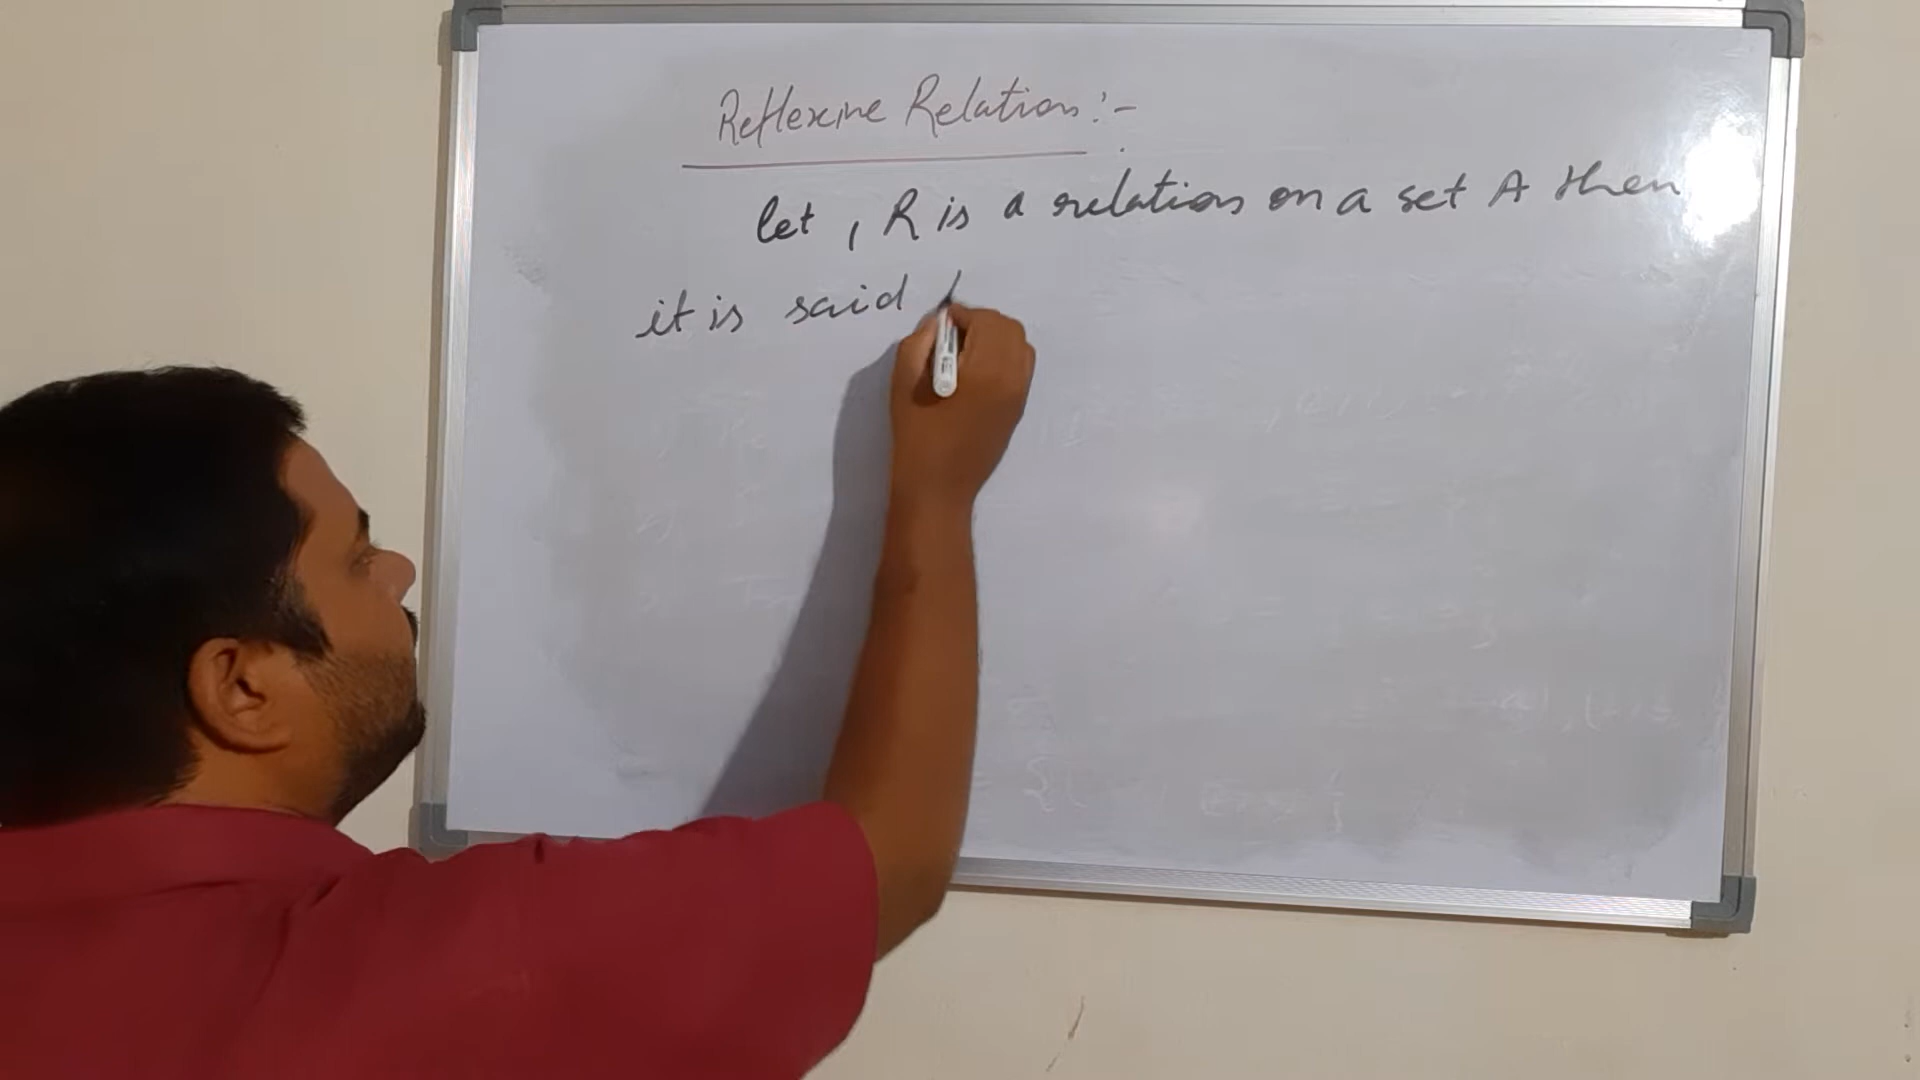 Reflexive Relation :-
let , R is a relation on a set A then
it is said